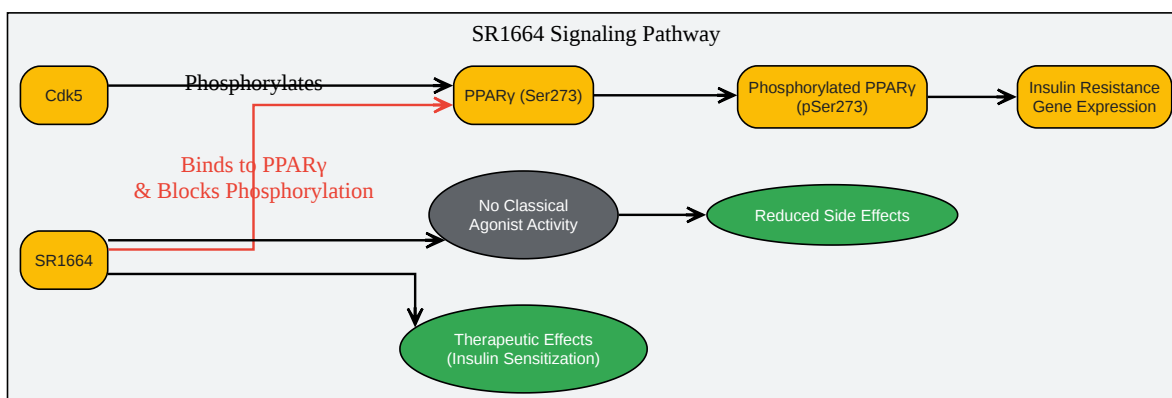 SR1664 Signaling Pathway
Cdk5
Phosphorylates
PPARγ (Ser273)
Phosphorylated PPARγ
(pSer273)
Insulin Resistance
Gene Expression
Binds to PPARγ
& Blocks Phosphorylation
No Classical
Agonist Activity
Reduced Side Effects
SR1664
Therapeutic Effects
(Insulin Sensitization)